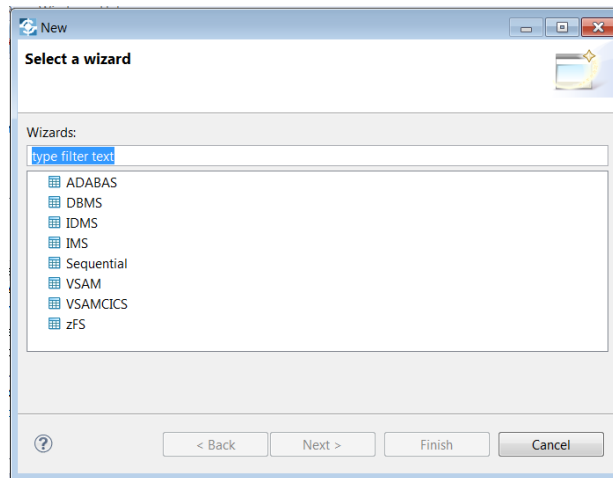 New
Select a wizard
Wizards:
type filter text
ADABAS
DBMS
IDMS
IMS
Sequential
VSAM
VSAMCICS
zFS
? < Back Next > Finish Cancel